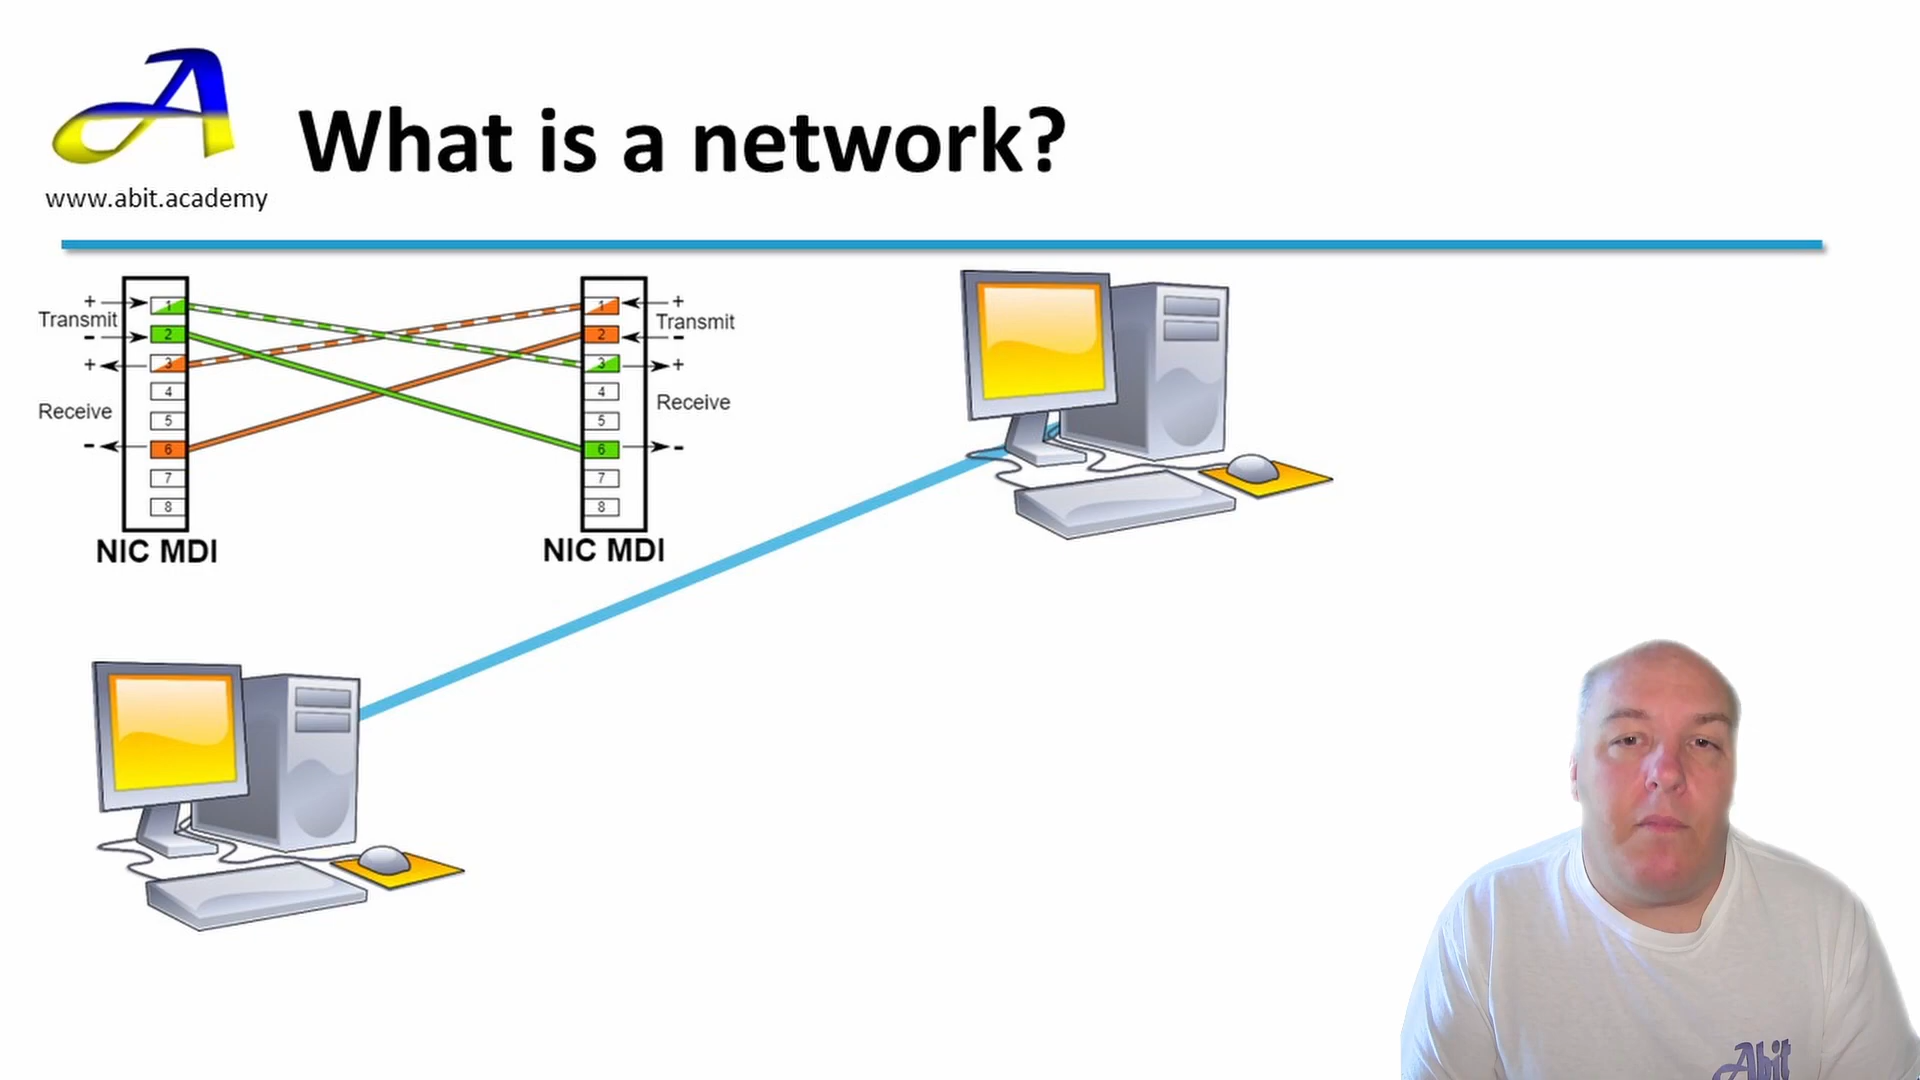 What is a network?
www.abit.academy
+
Transmit
-
+
Receive
-
1
2
3
4
5
6
7
8
NIC MDI
1
2
3
4
5
6
7
8
NIC MDI
+
Transmit
-
+
Receive
-
Abit